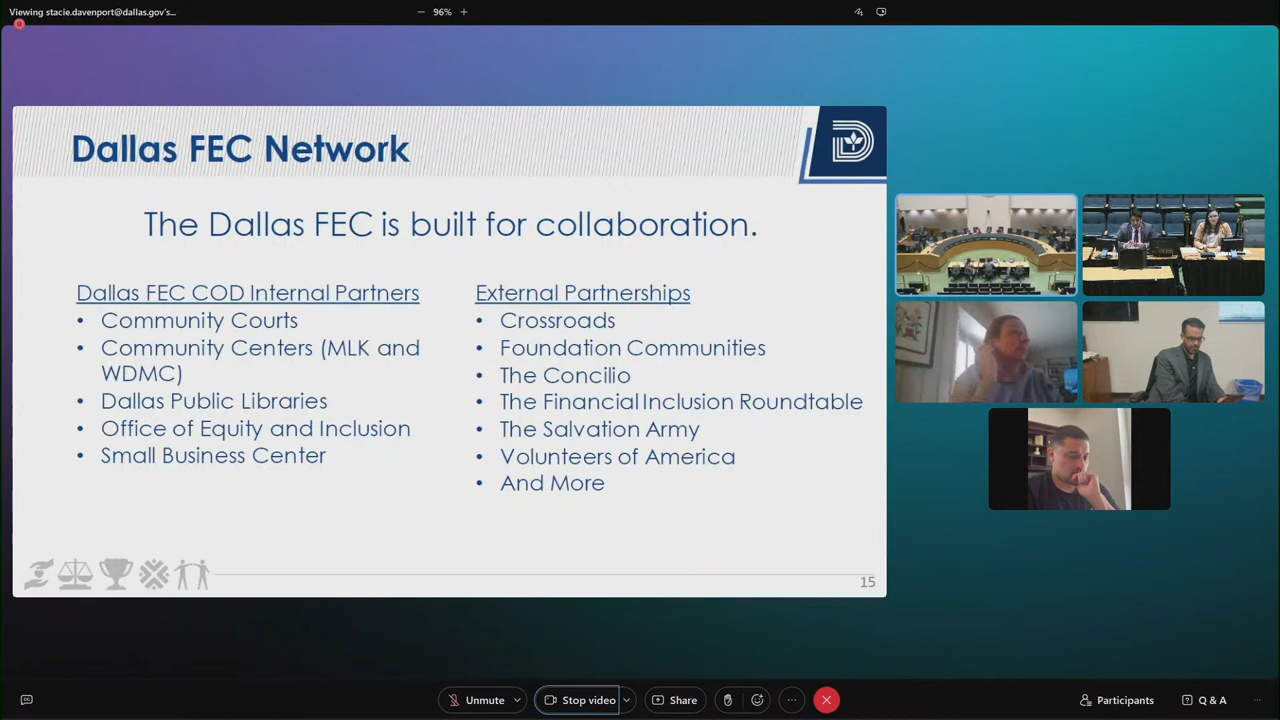 Viewing stacie.davenport@dallas.gov's...
96%
Dallas FEC Network
The Dallas FEC is built for collaboration.
Dallas FEC COD Internal Partners
• Community Courts
• Community Centers (MLK and
WDMC)
• Dallas Public Libraries
• Office of Equity and Inclusion
• Small Business Center
External Partnerships
• Crossroads
• Foundation Communities
• The Concilio
• The Financial Inclusion Roundtable
• The Salvation Army
• Volunteers of America
• And More
15
Unmute
Stop video
Share
Participants
Q & A